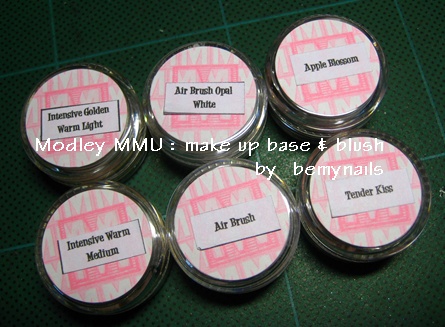 Intensive Golden
Warm Light
Air Brush Opal
White
Apple Blossom
Modley MMU : make up base & blush
by bemynails
Intensive Warm
Medium
Air Brush
Tender Kiss